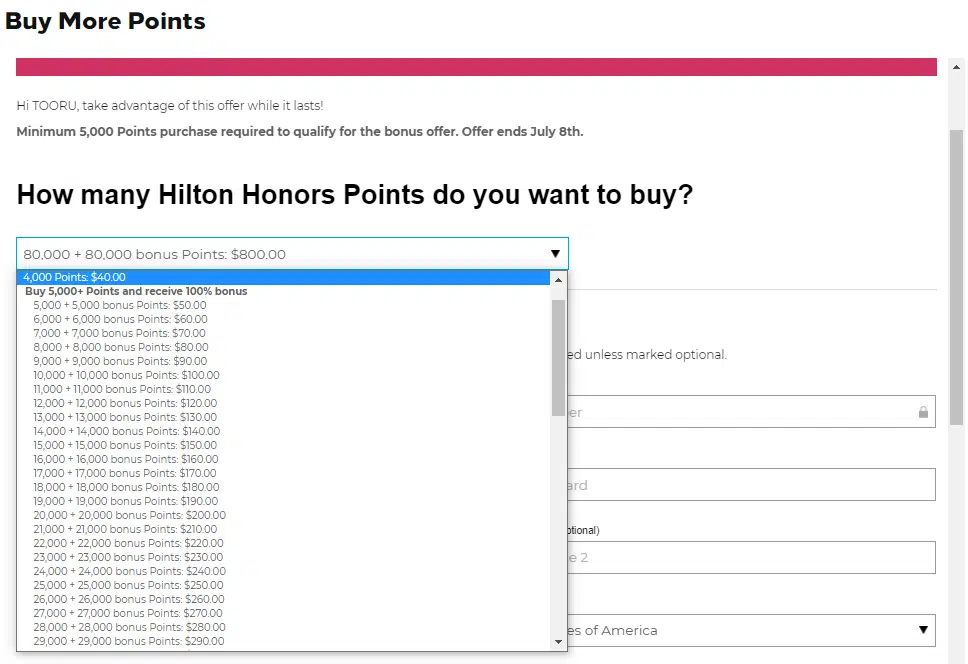 Buy More Points
Hi TOORU, take advantage of this offer while it lasts!
Minimum 5,000 Points purchase required to qualify for the bonus offer. Offer ends July 8th.
How many Hilton Honors Points do you want to buy?
80,000 + 80,000 bonus Points: $800.00
4,000 Points: $40.00
Buy 5,000+ Points and receive 100% bonus
5,000 + 5,000 bonus Points: $50.00
6,000 + 6,000 bonus Points: $60.00
7,000 + 7,000 bonus Points: $70.00
8,000 + 8,000 bonus Points: $80.00
9,000 + 9,000 bonus Points: $90.00
10,000 + 10,000 bonus Points: $100.00
11,000 + 11,000 bonus Points: $110.00
12,000 + 12,000 bonus Points: $120.00
13,000 + 13,000 bonus Points: $130.00
14,000 + 14,000 bonus Points: $140.00
15,000 + 15,000 bonus Points: $150.00
16,000 + 16,000 bonus Points: $160.00
17,000 + 17,000 bonus Points: $170.00
18,000 + 18,000 bonus Points: $180.00
19,000 + 19,000 bonus Points: $190.00
20,000 + 20,000 bonus Points: $200.00
21,000 + 21,000 bonus Points: $210.00
22,000 + 22,000 bonus Points: $220.00
23,000 + 23,000 bonus Points: $230.00
24,000 + 24,000 bonus Points: $240.00
25,000 + 25,000 bonus Points: $250.00
26,000 + 26,000 bonus Points: $260.00
27,000 + 27,000 bonus Points: $270.00
28,000 + 28,000 bonus Points: $280.00
29,000 + 29,000 bonus Points: $290.00
ed unless marked optional.
er
ard
ptional)
e 2
es of America